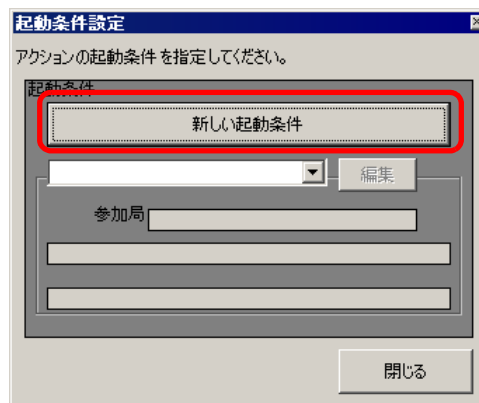 起動条件設定
アクションの起動条件を指定してください。
起動条件
新しい起動条件
編集
参加局
閉じる